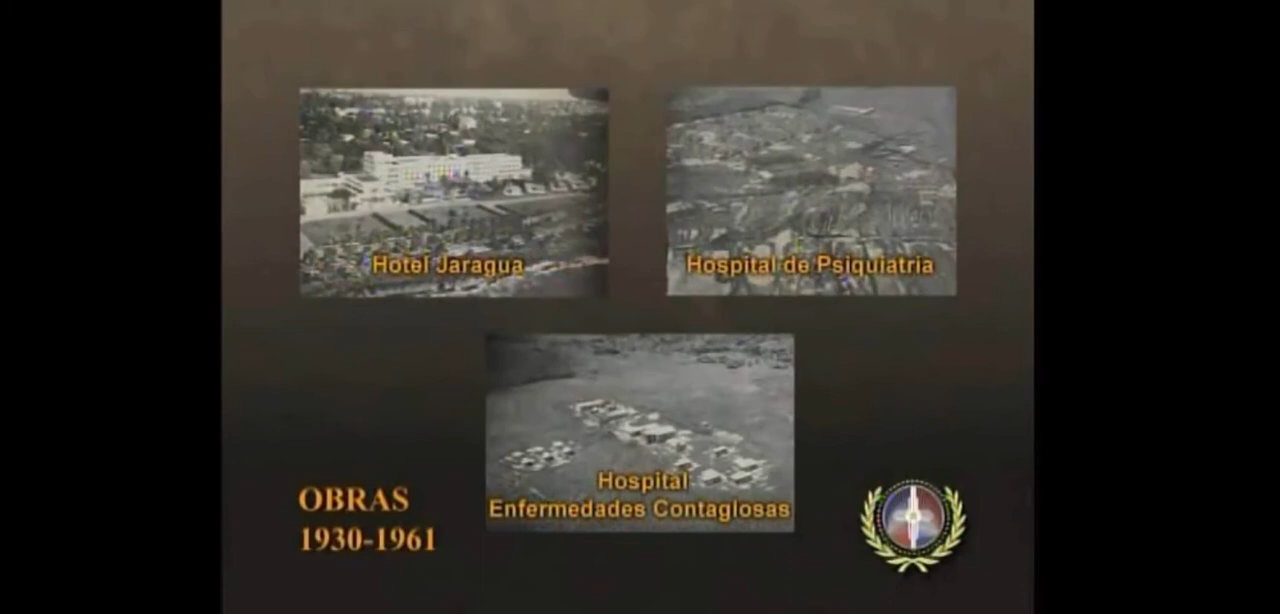 Hotel Jaragua
Hospital de Psiquiatria
Hospital
Enfermedades Contagiosas
OBRAS
1930-1961